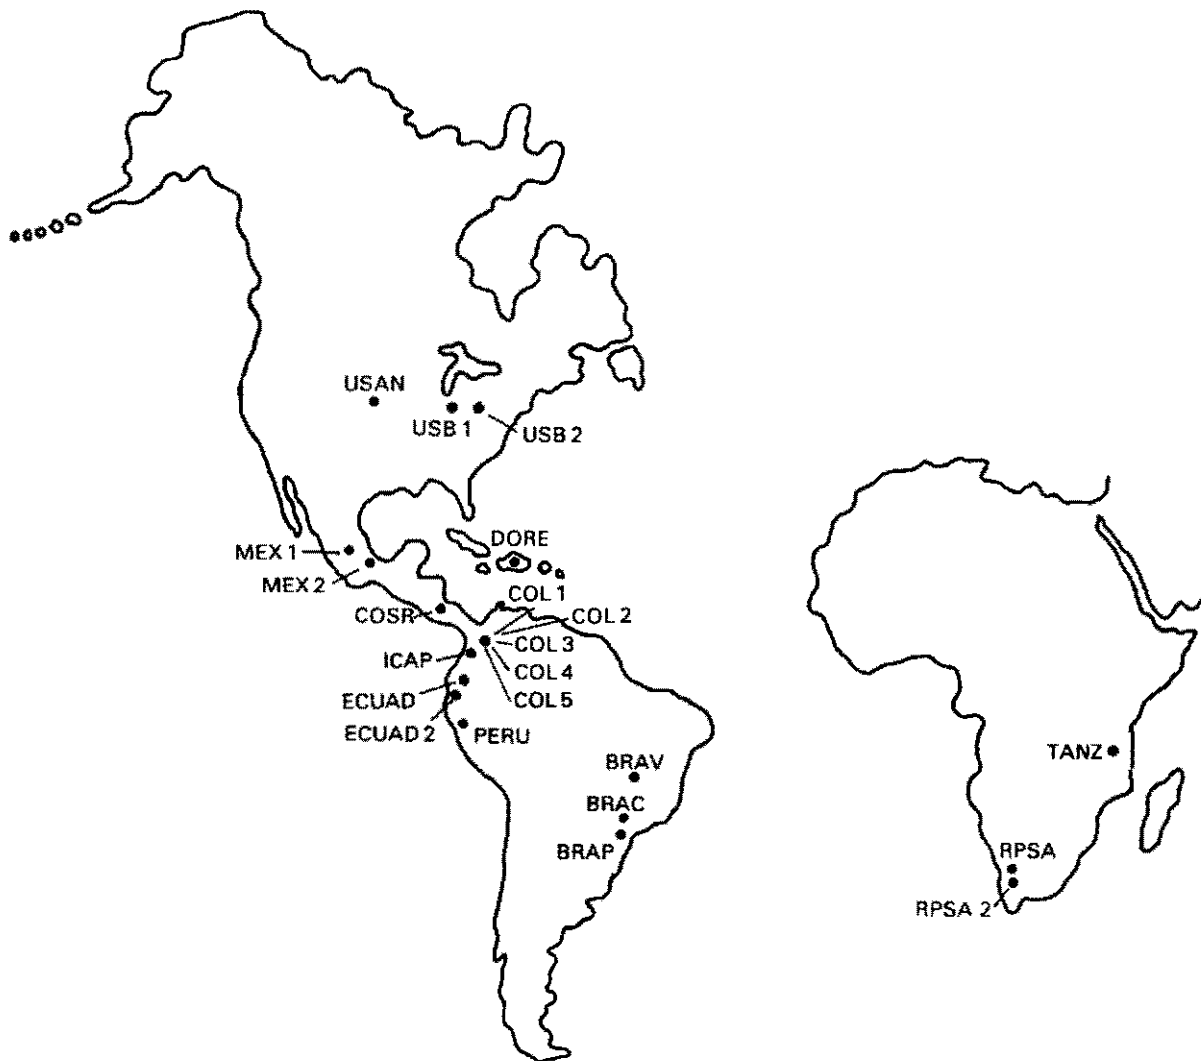 USAN
USB 1
USB 2
MEX 1
MEX 2
DORE
COSR
COL 1
COL 2
COL 3
COL 4
COL 5
ICAP
ECUAD
ECUAD 2
PERU
BRAV
BRAC
BRAP
TANZ
RPSA
RPSA 2